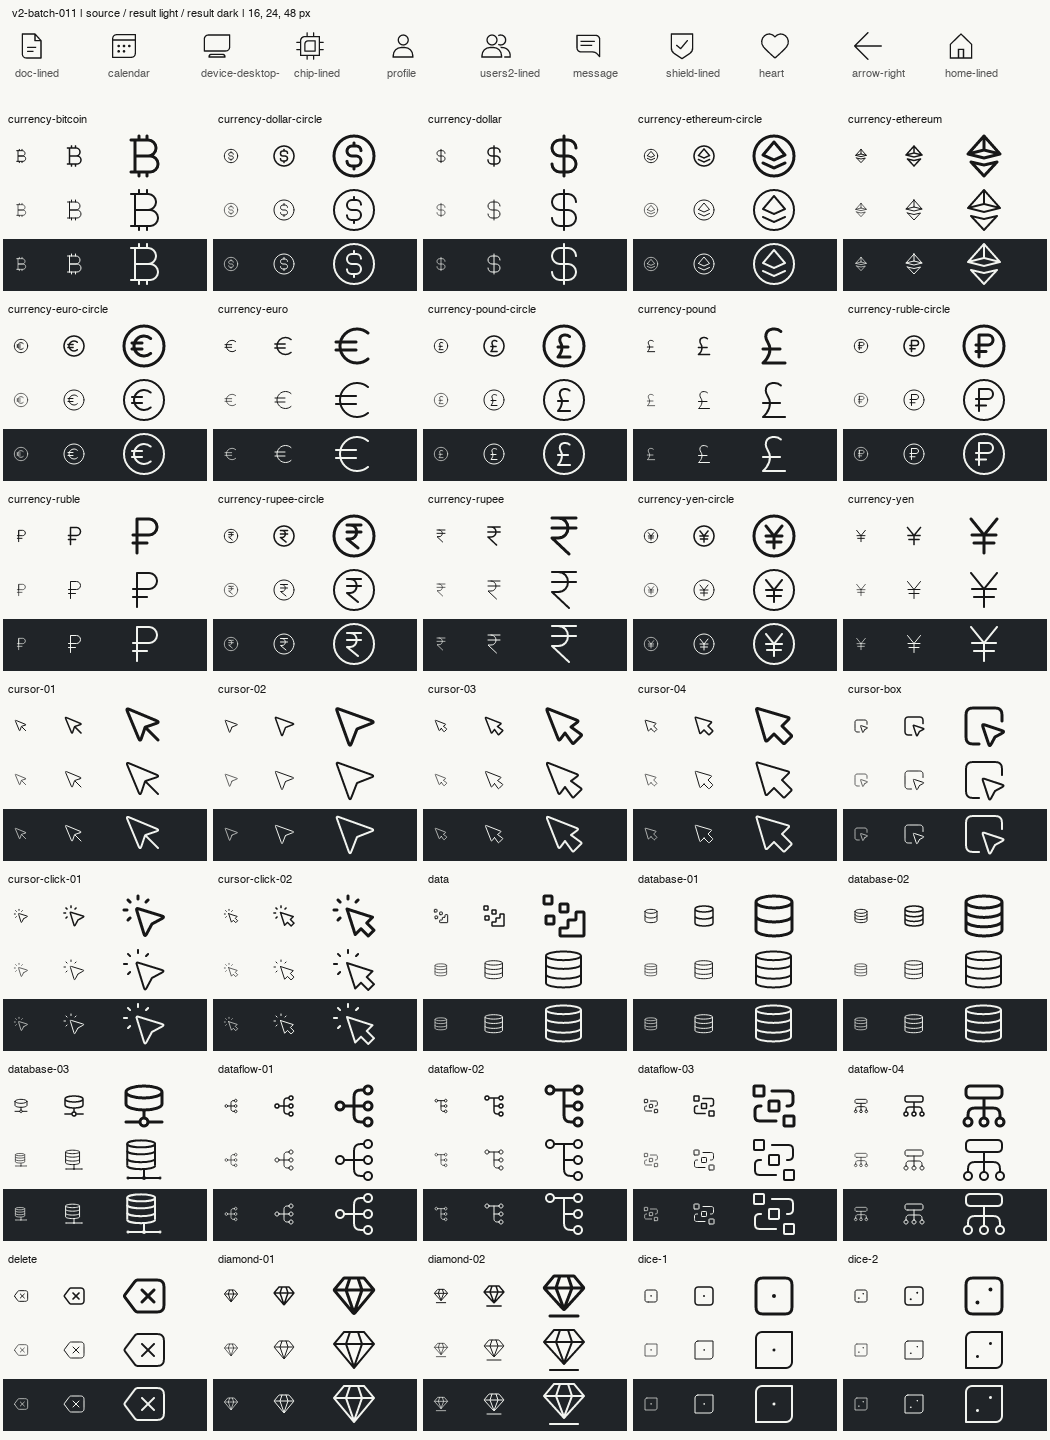 v2-batch-011 | source / result light / result dark | 16, 24, 48 px
doc-lined calendar device-desktop- chip-lined profile users2-lined message shield-lined heart arrow-right home-lined
currency-bitcoin currency-dollar-circle currency-dollar currency-ethereum-circle currency-ethereum
currency-euro-circle currency-euro currency-pound-circle currency-pound currency-ruble-circle
currency-ruble currency-rupee-circle currency-rupee currency-yen-circle currency-yen
cursor-01 cursor-02 cursor-03 cursor-04 cursor-box
cursor-click-01 cursor-click-02 data database-01 database-02
database-03 dataflow-01 dataflow-02 dataflow-03 dataflow-04
delete diamond-01 diamond-02 dice-1 dice-2